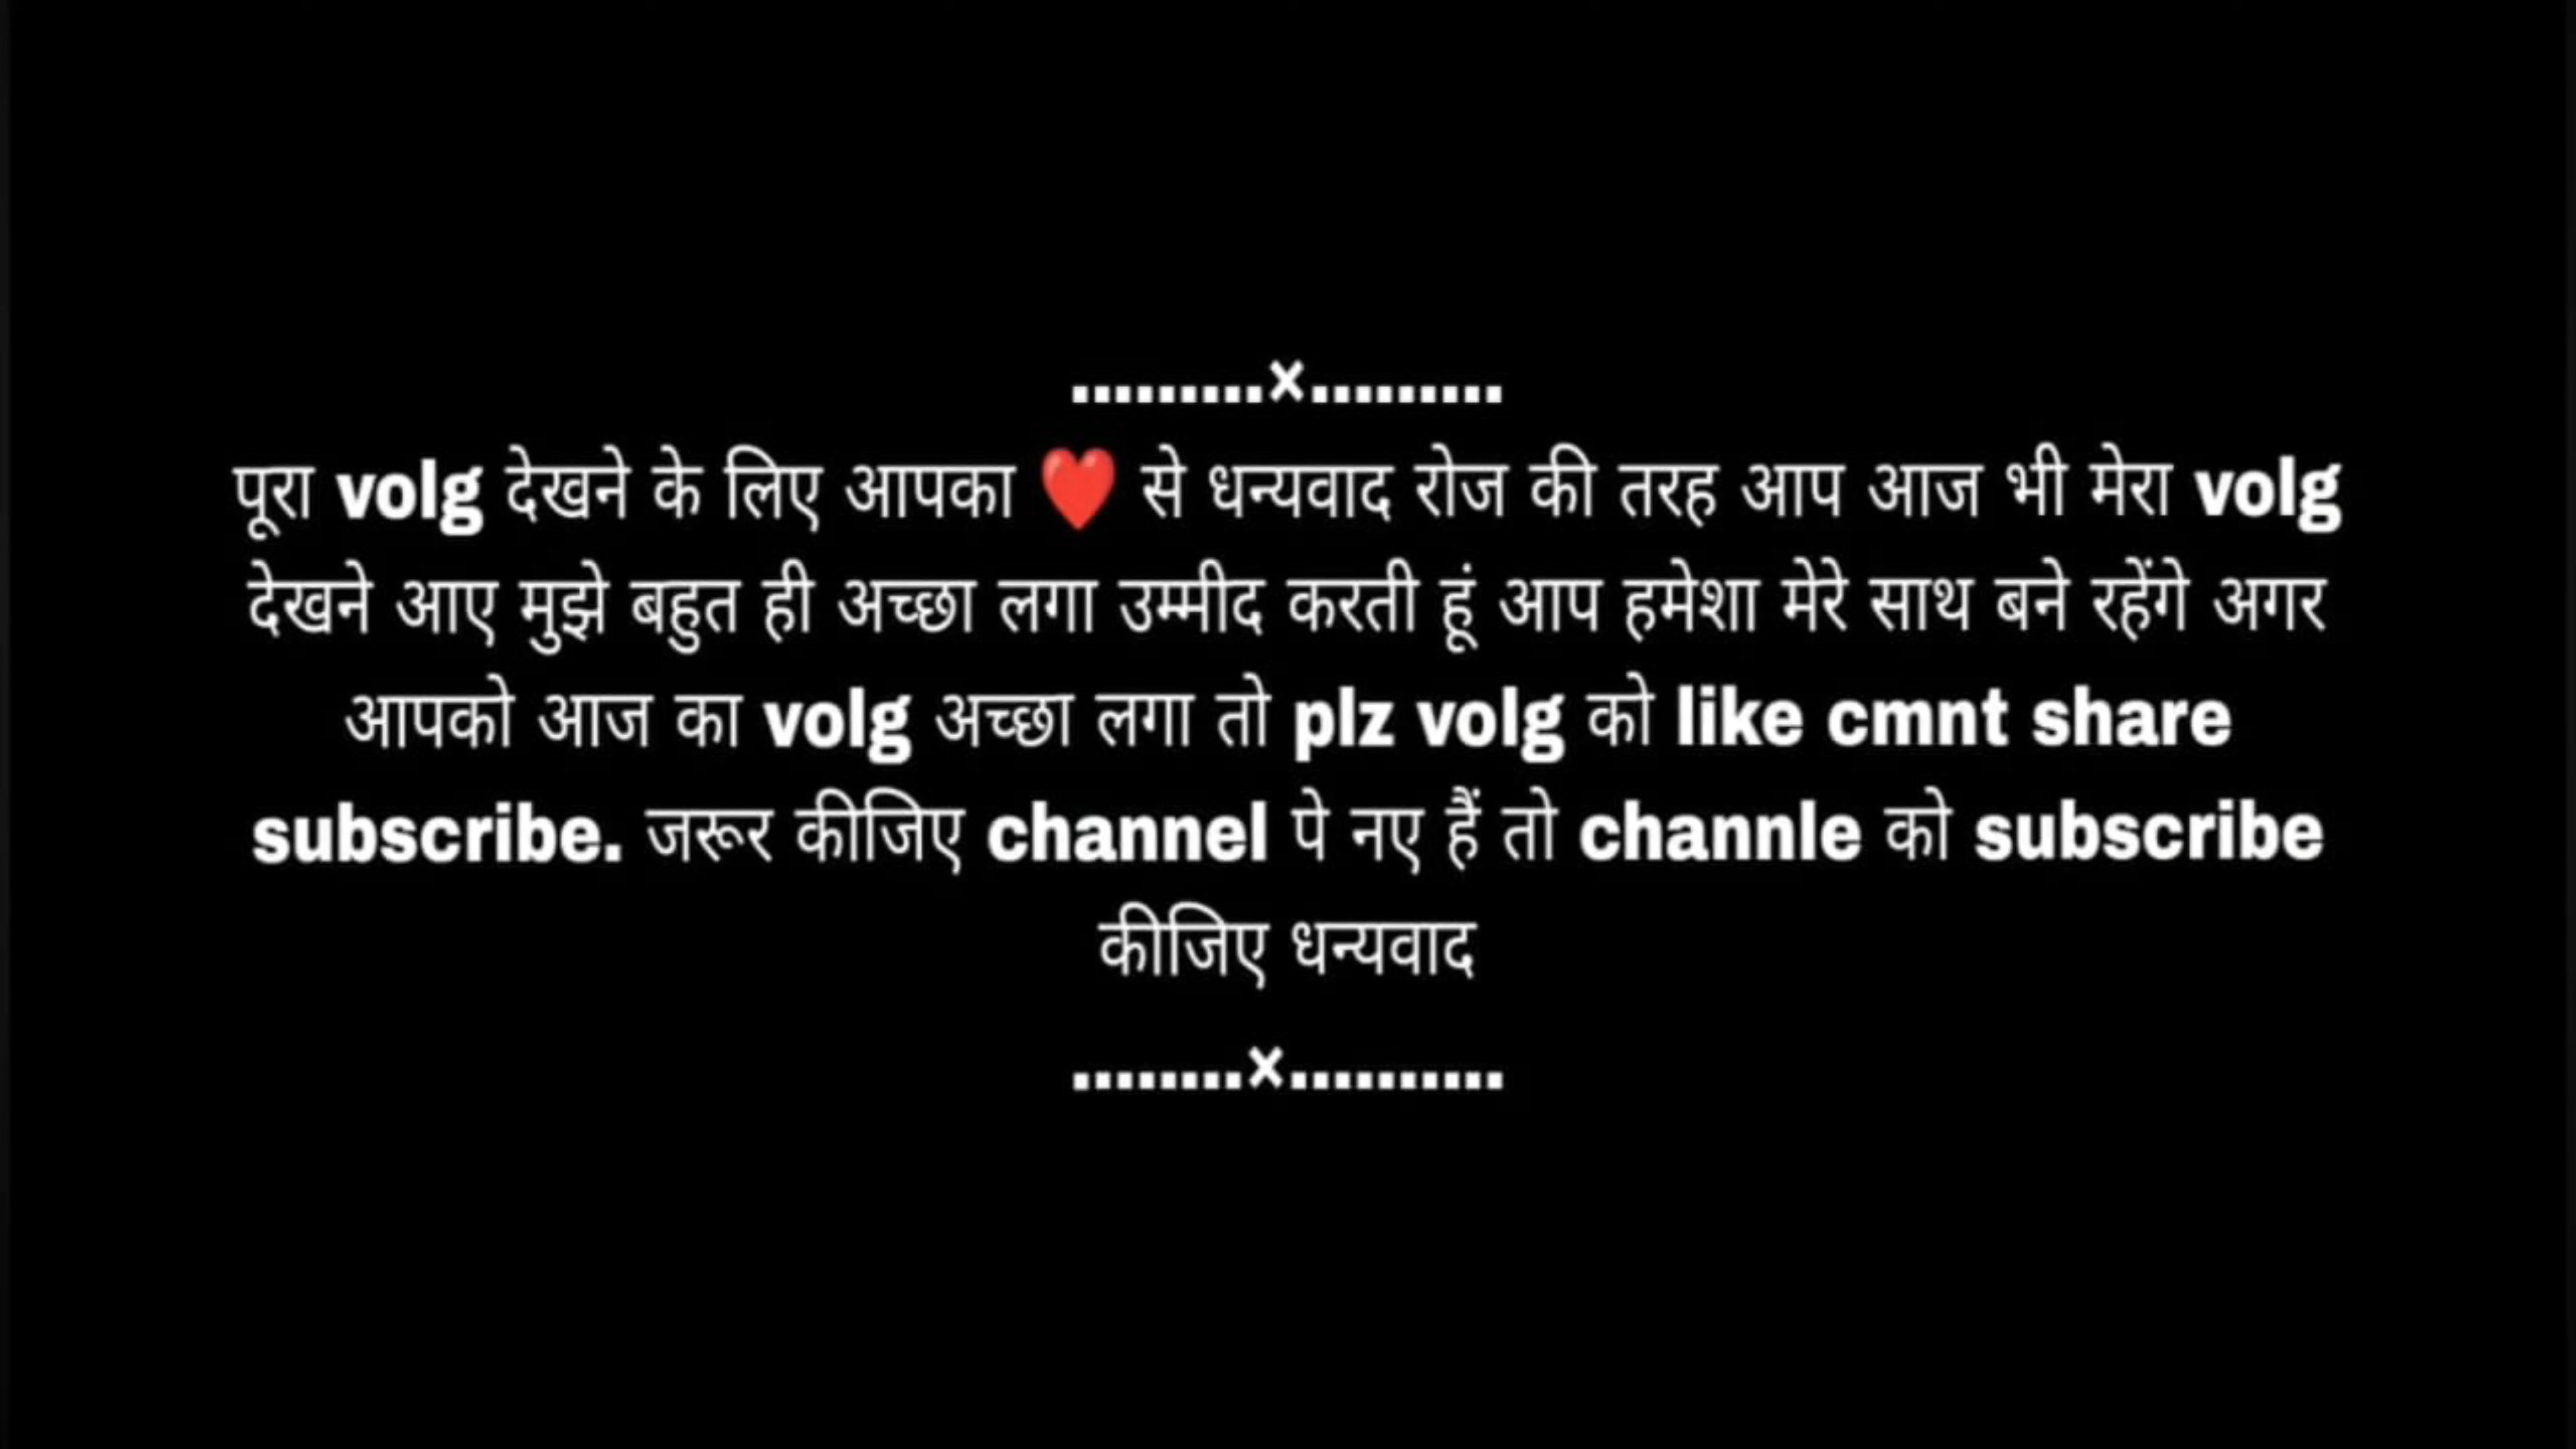 .........×.........
पूरा volg देखने के लिए आपका ❤️ से धन्यवाद रोज की तरह आप आज भी मेरा volg
देखने आए मुझे बहुत ही अच्छा लगा उम्मीद करती हूं आप हमेशा मेरे साथ बने रहेंगे अगर
आपको आज का volg अच्छा लगा तो plz volg को like cmnt share
subscribe. जरूर कीजिए channel पे नए हैं तो channle को subscribe
कीजिए धन्यवाद
........×..........